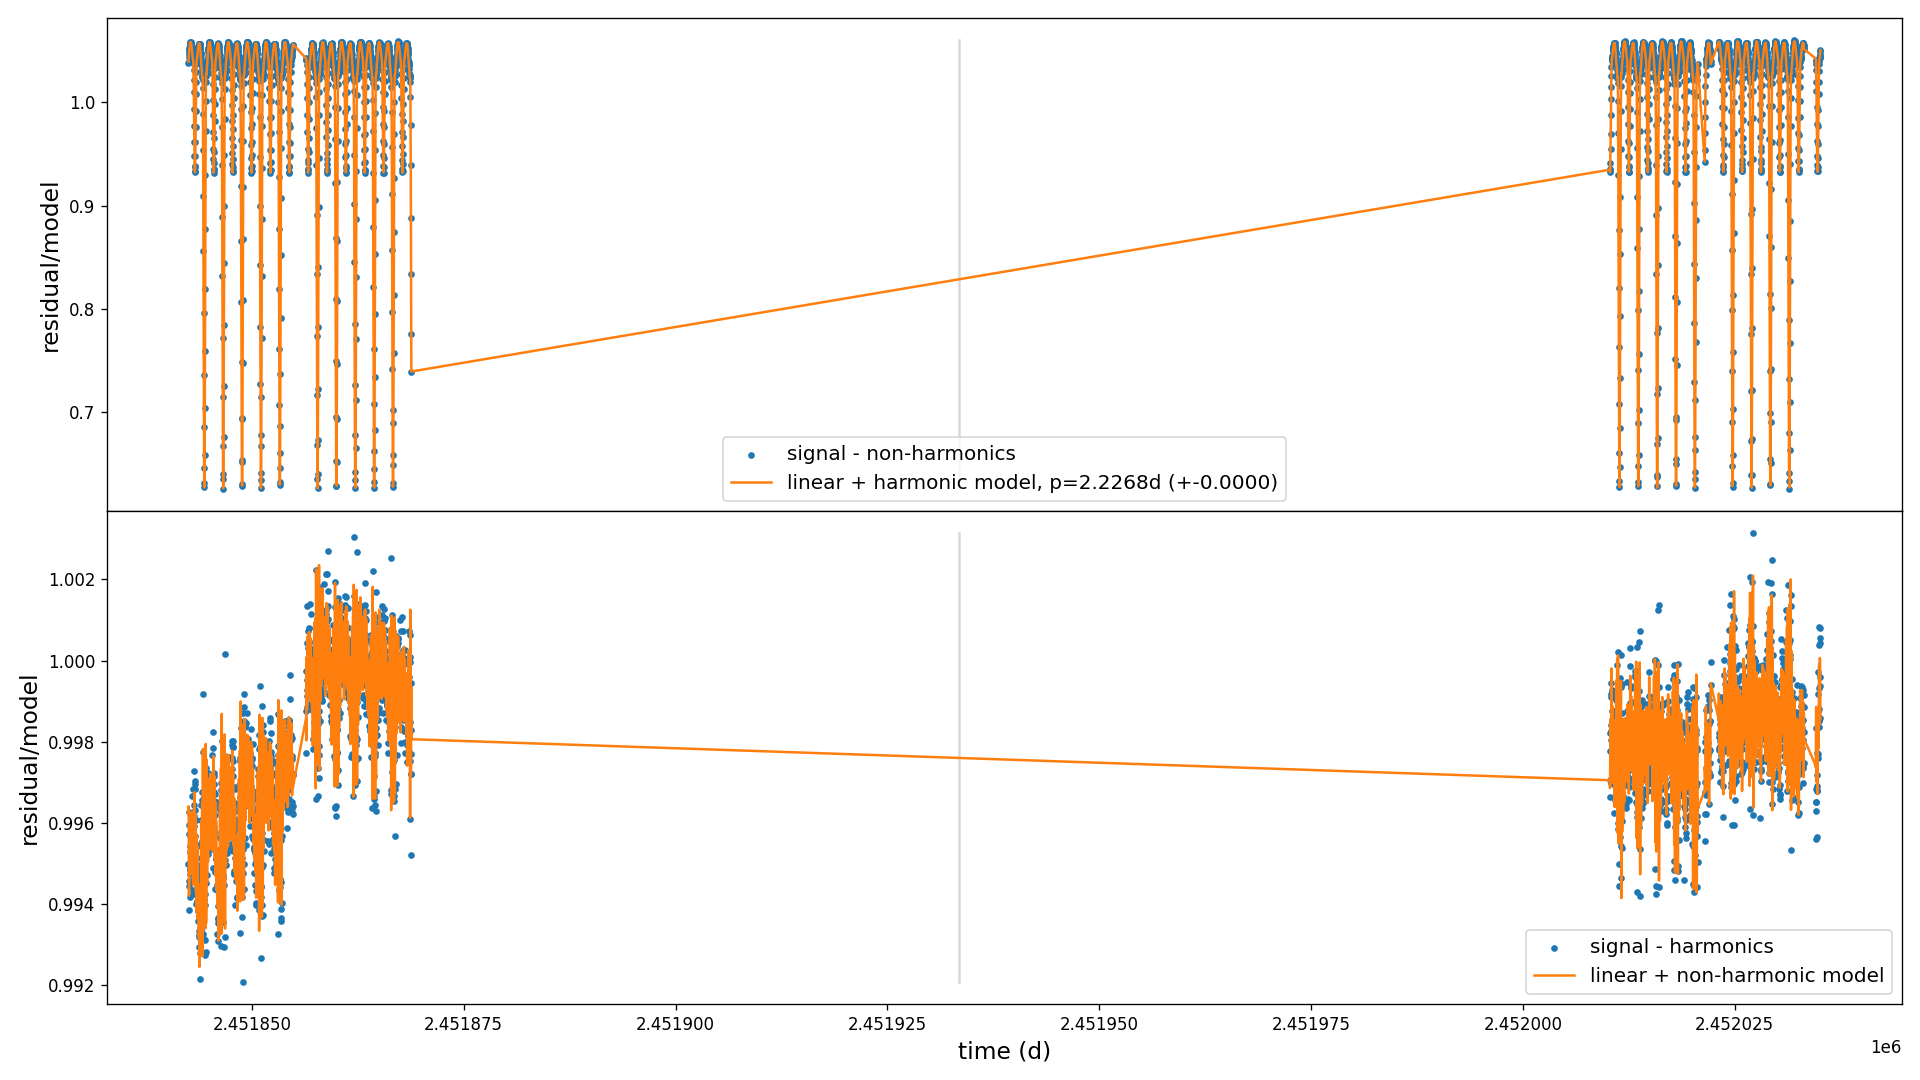 1.0
0.9
0.8
0.7
residual/model
signal - non-harmonics
linear + harmonic model, p=2.2268d (+-0.0000)
1.002
1.000
0.998
0.996
0.994
0.992
residual/model
signal - harmonics
linear + non-harmonic model
2.451850
2.451875
2.451900
2.451925
2.451950
2.451975
2.452000
2.452025
1e6
time (d)